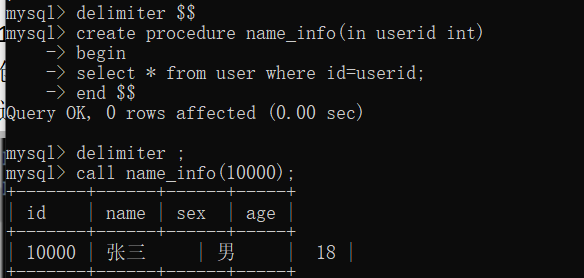 mysql> delimiter $$
mysql> create procedure name_info(in userid int)
    -> begin
    -> select * from user where id=userid;
    -> end $$
Query OK, 0 rows affected (0.00 sec)

mysql> delimiter ;
mysql> call name_info(10000);
+-------+------+------+-----+
| id    | name | sex  | age |
+-------+------+------+-----+
| 10000 | 张三    | 男    |  18 |
+-------+------+------+-----+